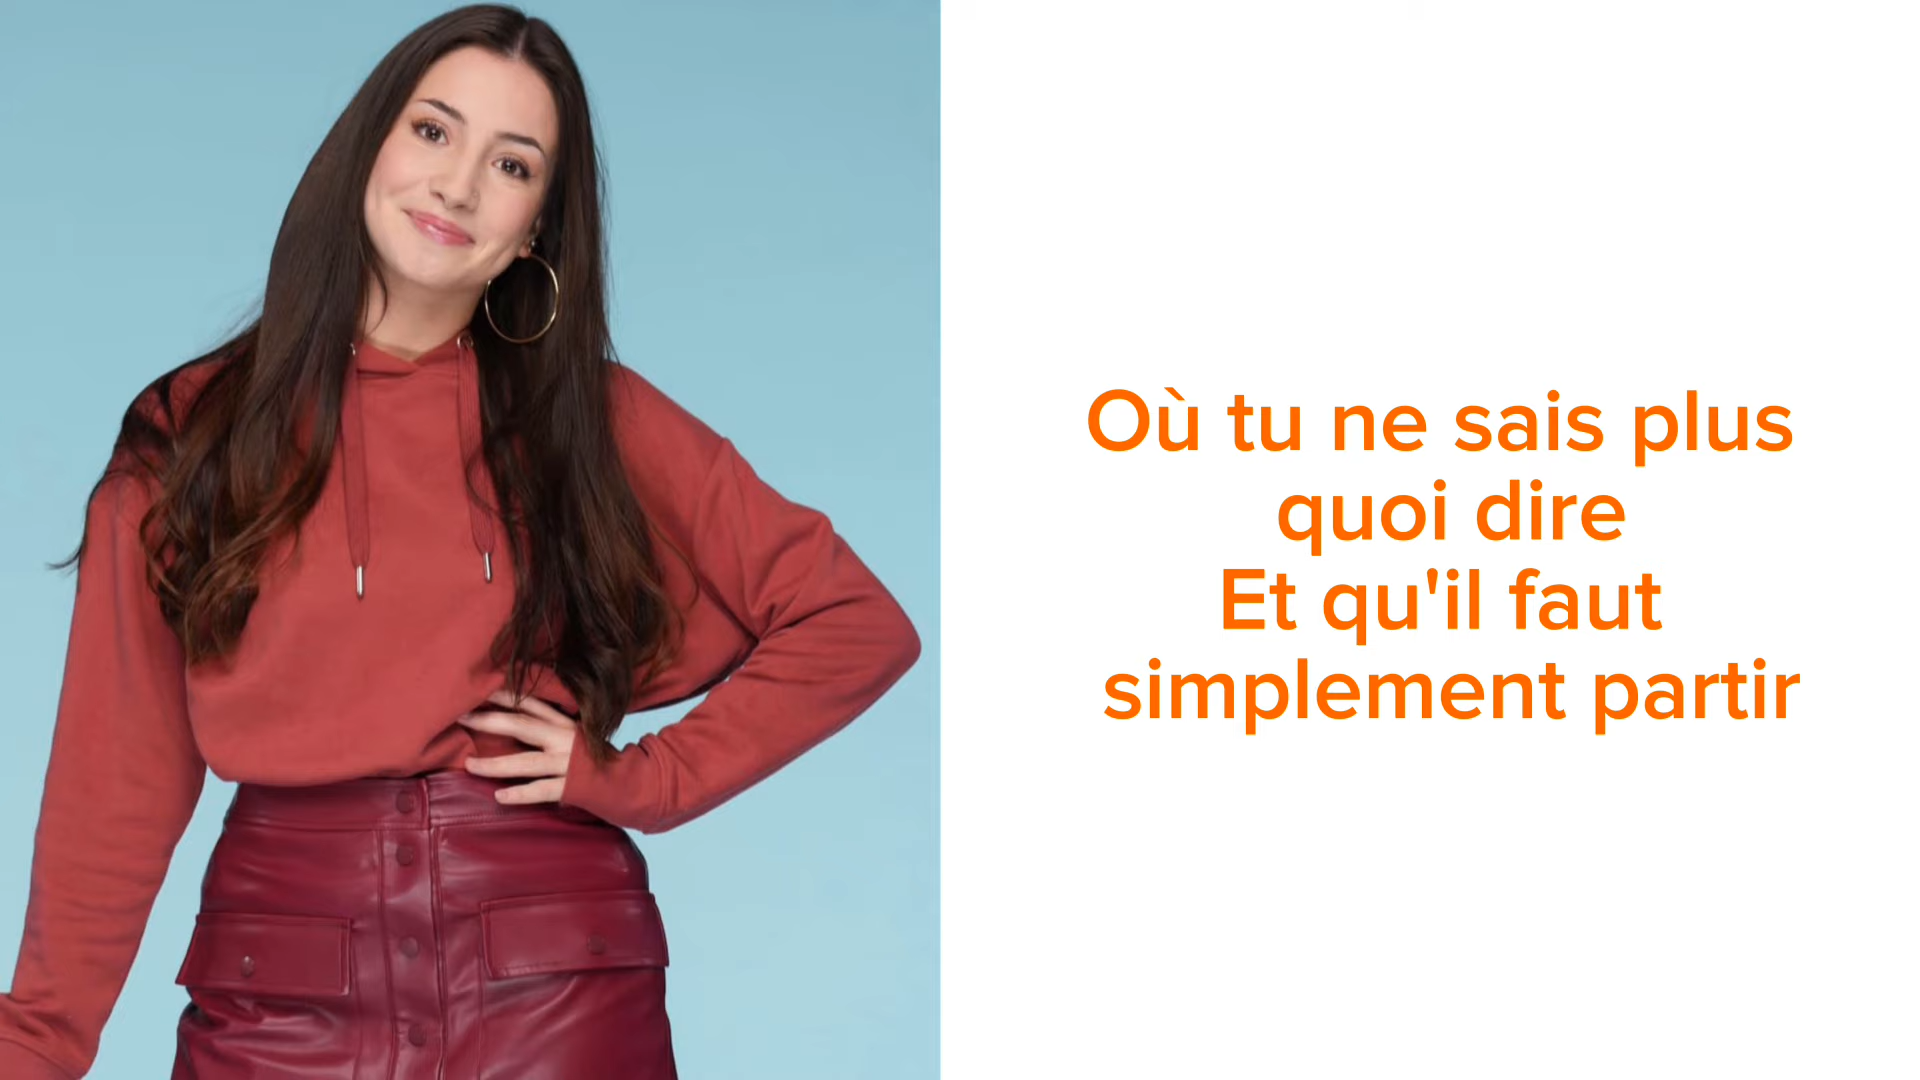 Où tu ne sais plus
quoi dire
Et qu'il faut
simplement partir